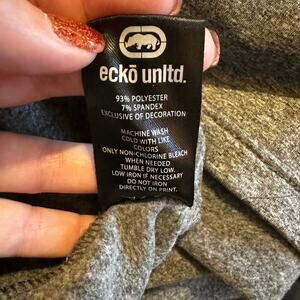 eckō unltd.
93% POLYESTER
7% SPANDEX
EXCLUSIVE OF DECORATION
MACHINE WASH
COLD WITH LIKE
COLORS
ONLY NON-CHLORINE BLEACH
WHEN NEEDED
TUMBLE DRY LOW.
LOW IRON IF NECESSARY
DO NOT IRON
DIRECTLY ON PRINT.